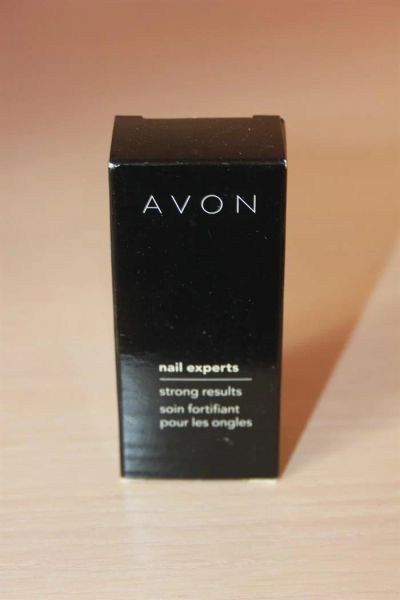 AVON
nail experts
strong results
soin fortifiant
pour les ongles